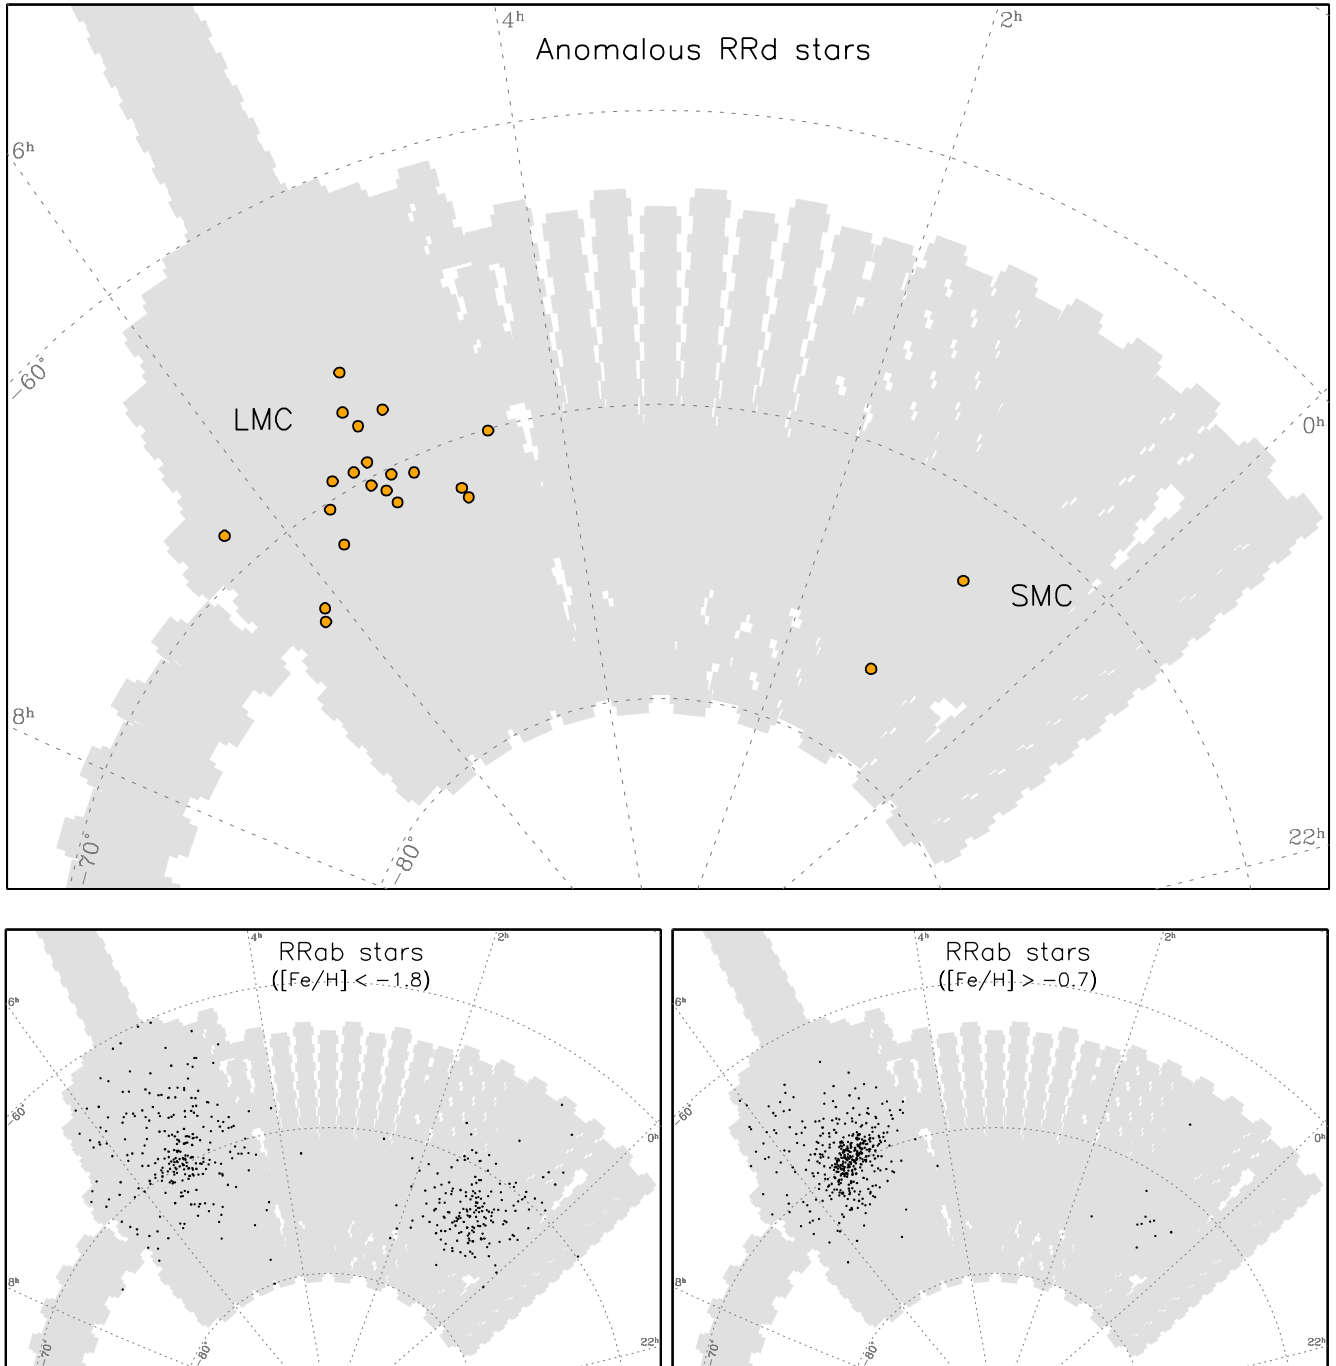 4h
2h
Anomalous RRd stars
6h
−60°
LMC
0h
SMC
8h
−70°
−80°
22h
4h
RRab stars
([Fe/H] < −1.8)
2h
6h
−60°
0h
8h
−70°
−80°
22h
4h
RRab stars
([Fe/H] > −0.7)
2h
6h
−60°
0h
8h
−70°
−80°
22h